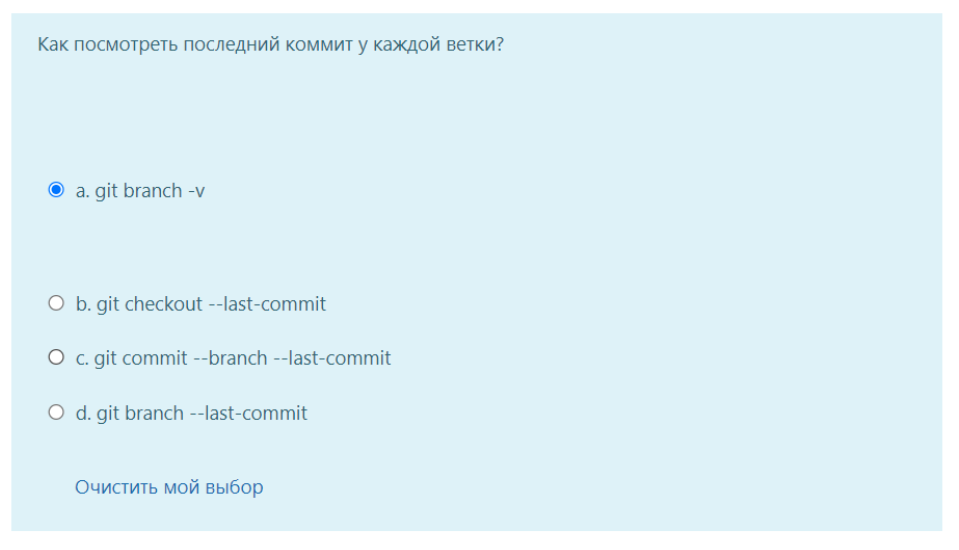 Как посмотреть последний коммит у каждой ветки?
a. git branch -v
b. git checkout --last-commit
c. git commit --branch --last-commit
d. git branch --last-commit
Очистить мой выбор